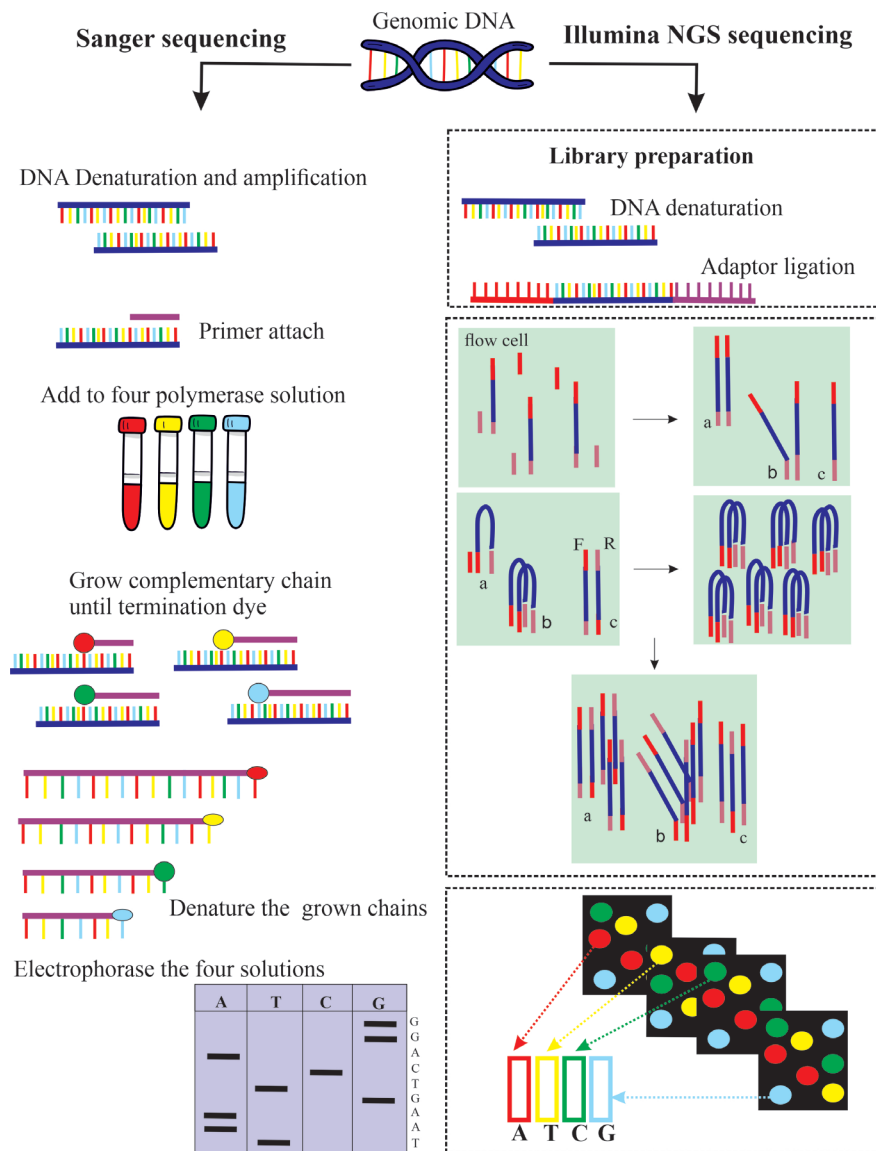 Genomic DNA
Sanger sequencing
Illumina NGS sequencing
DNA Denaturation and amplification
Primer attach
Add to four polymerase solution
Grow complementary chain
until termination dye
Denature the grown chains
Electrophorase the four solutions
A T C G
G
G
A
C
T
G
A
A
T
Library preparation
DNA denaturation
Adaptor ligation
flow cell
a
b
c
F R
a
b
c
a
b
c
A T C G